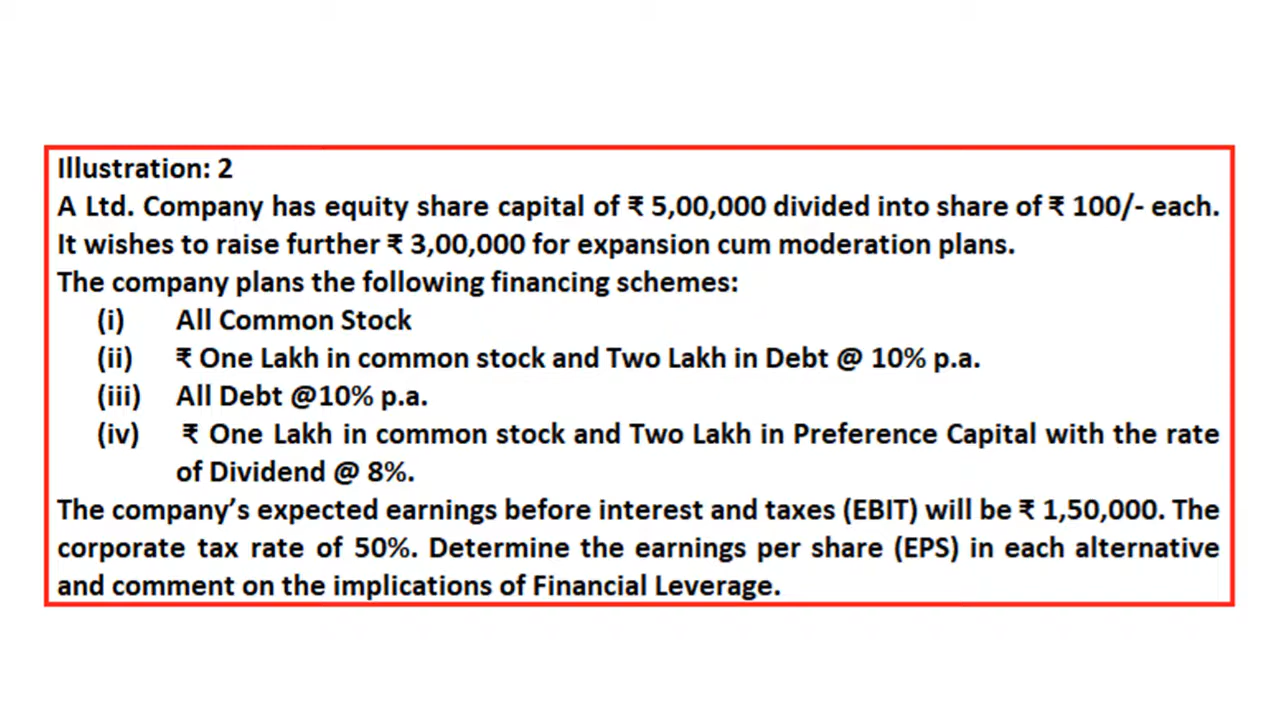 Illustration: 2
A Ltd. Company has equity share capital of ₹ 5,00,000 divided into share of ₹ 100/- each.
It wishes to raise further ₹ 3,00,000 for expansion cum moderation plans.
The company plans the following financing schemes:
(i) All Common Stock
(ii) ₹ One Lakh in common stock and Two Lakh in Debt @ 10% p.a.
(iii) All Debt @10% p.a.
(iv) ₹ One Lakh in common stock and Two Lakh in Preference Capital with the rate
of Dividend @ 8%.
The company’s expected earnings before interest and taxes (EBIT) will be ₹ 1,50,000. The
corporate tax rate of 50%. Determine the earnings per share (EPS) in each alternative
and comment on the implications of Financial Leverage.